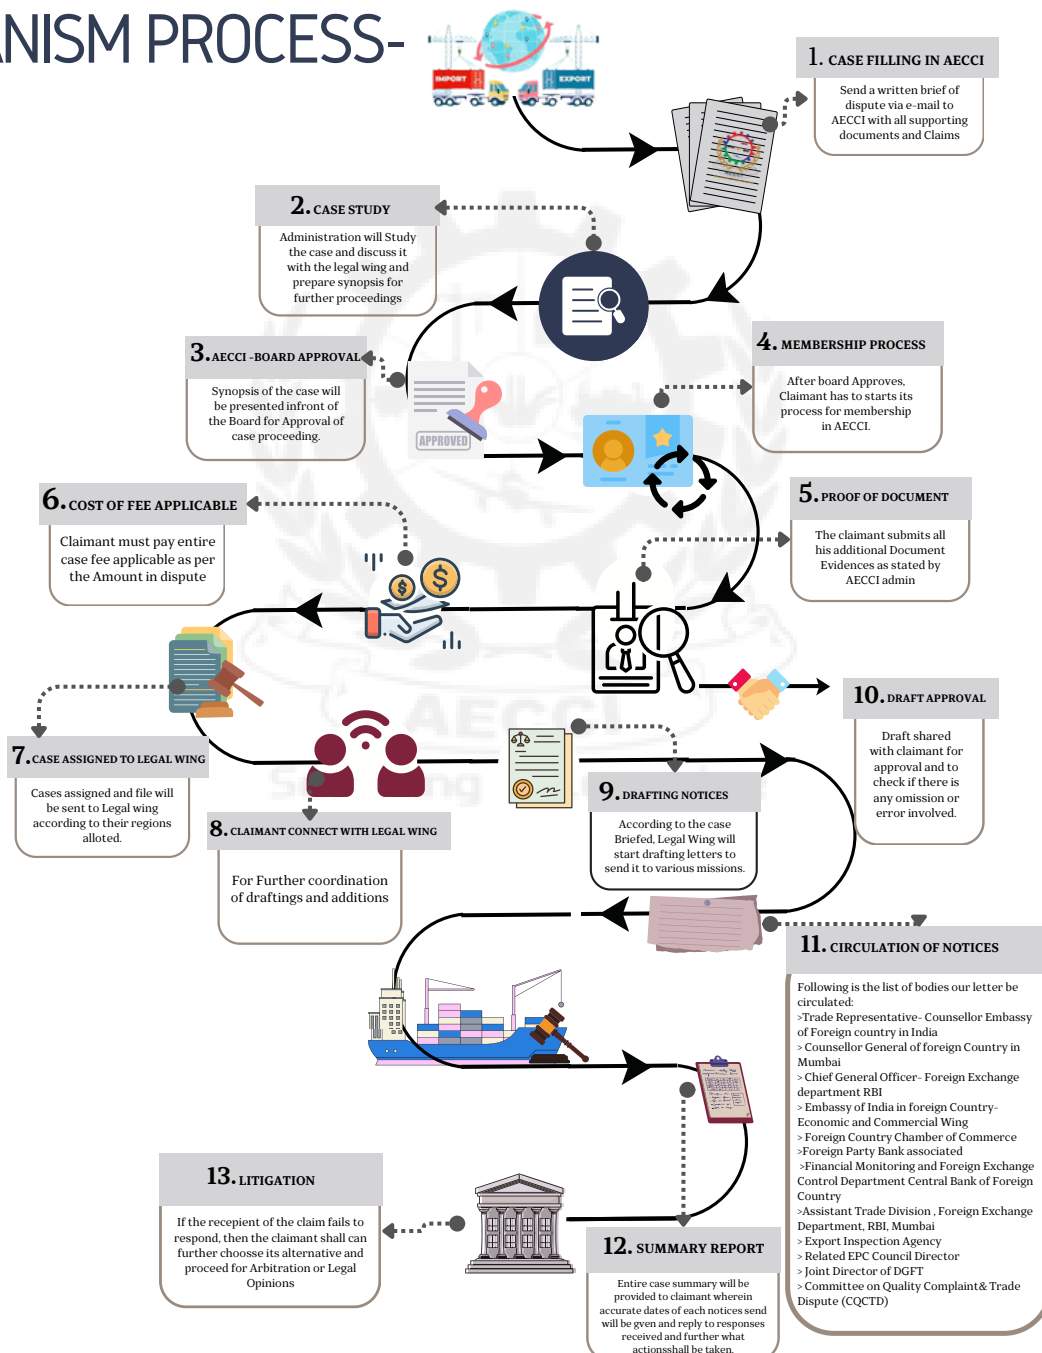 ANISM PROCESS-
IMPORT
EXPORT
1. CASE FILLING IN AECCI
Send a written brief of
dispute via e-mail to
AECCI with all supporting
documents and Claims
2. CASE STUDY
Administration will Study
the case and discuss it
with the legal wing and
prepare synopsis for
further proceedings
3. AECCI -BOARD APPROVAL
Synopsis of the case will
be presented infront of
the Board for Approval of
case proceeding.
APPROVED
4. MEMBERSHIP PROCESS
After board Approves,
Claimant has to starts its
process for membership
in AECCI.
5. PROOF OF DOCUMENT
The claimant submits all
his additional Document
Evidences as stated by
AECCI admin
6. COST OF FEE APPLICABLE
Claimant must pay entire
case fee applicable as per
the Amount in dispute
7. CASE ASSIGNED TO LEGAL WING
Cases assigned and file will
be sent to Legal wing
according to their regions
alloted.
8. CLAIMANT CONNECT WITH LEGAL WING
For Further coordination
of draftings and additions
9. DRAFTING NOTICES
According to the case
Briefed, Legal Wing will
start drafting letters to
send it to various missions.
10. DRAFT APPROVAL
Draft shared
with claimant for
approval and to
check if there is
any omission or
error involved.
AECCI
11. CIRCULATION OF NOTICES
Following is the list of bodies our letter be
circulated:
>Trade Representative- Counsellor Embassy
of Foreign country in India
> Counsellor General of foreign Country in
Mumbai
> Chief General Officer- Foreign Exchange
department RBI
> Embassy of India in foreign Country-
Economic and Commercial Wing
> Foreign Country Chamber of Commerce
>Foreign Party Bank associated
>Financial Monitoring and Foreign Exchange
Control Department Central Bank of Foreign
Country
>Assistant Trade Division , Foreign Exchange
Department, RBI, Mumbai
> Export Inspection Agency
> Related EPC Council Director
> Joint Director of DGFT
> Committee on Quality Complaint& Trade
Dispute (CQCTD)
12. SUMMARY REPORT
Entire case summary will be
provided to claimant wherein
accurate dates of each notices send
will be gven and reply to responses
received and further what
actionsshall be taken.
13. LITIGATION
If the recepient of the claim fails to
respond, then the claimant shall can
further choosse its alternative and
proceed for Arbitration or Legal
Opinions